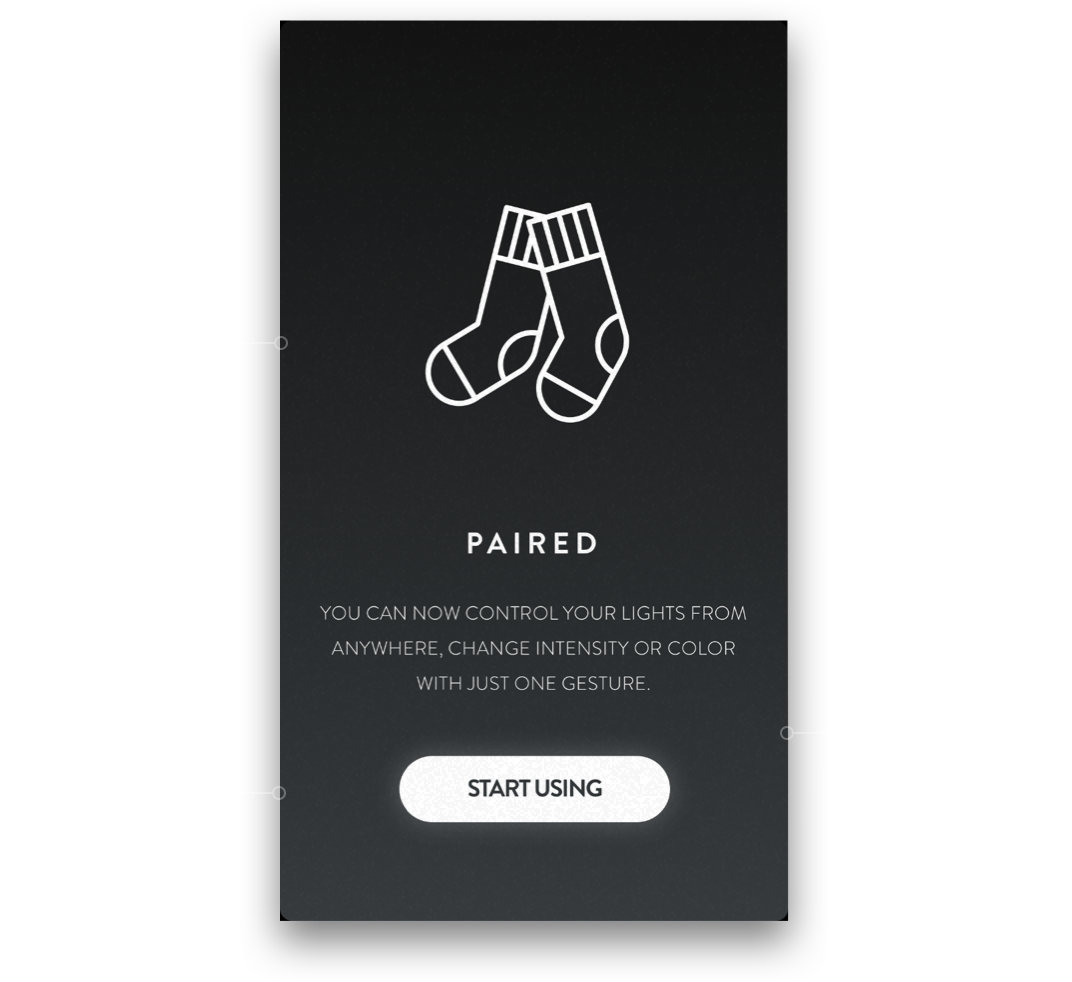 PAIRED
YOU CAN NOW CONTROL YOUR LIGHTS FROM
ANYWHERE, CHANGE INTENSITY OR COLOR
WITH JUST ONE GESTURE.
START USING